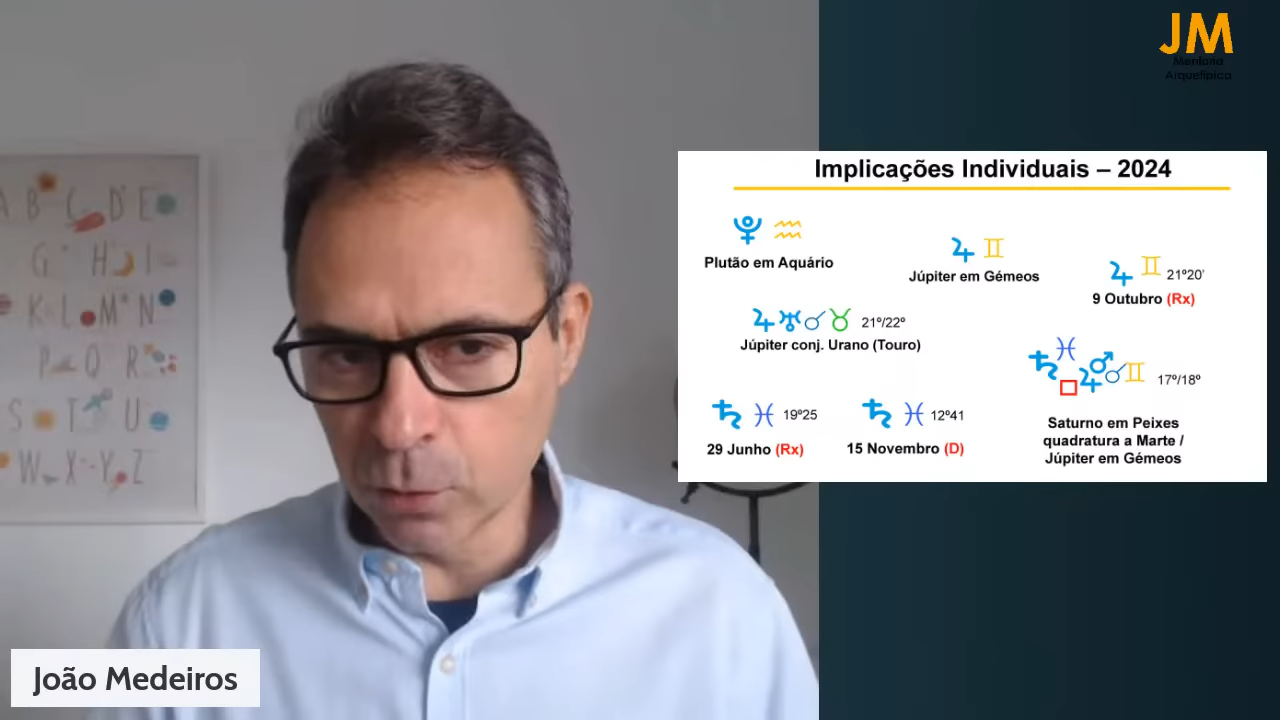 JM
Mentoria
Arquetípica
Implicações Individuais – 2024
Plutão em Aquário
Júpiter em Gémeos
21º20'
9 Outubro (Rx)
21º/22º
Júpiter conj. Urano (Touro)
17º/18º
Saturno em Peixes
quadratura a Marte /
Júpiter em Gémeos
19º25
29 Junho (Rx)
12º41
15 Novembro (D)
A B C D E
G H I
K L M N
P Q R
S T U
W X Y Z
João Medeiros